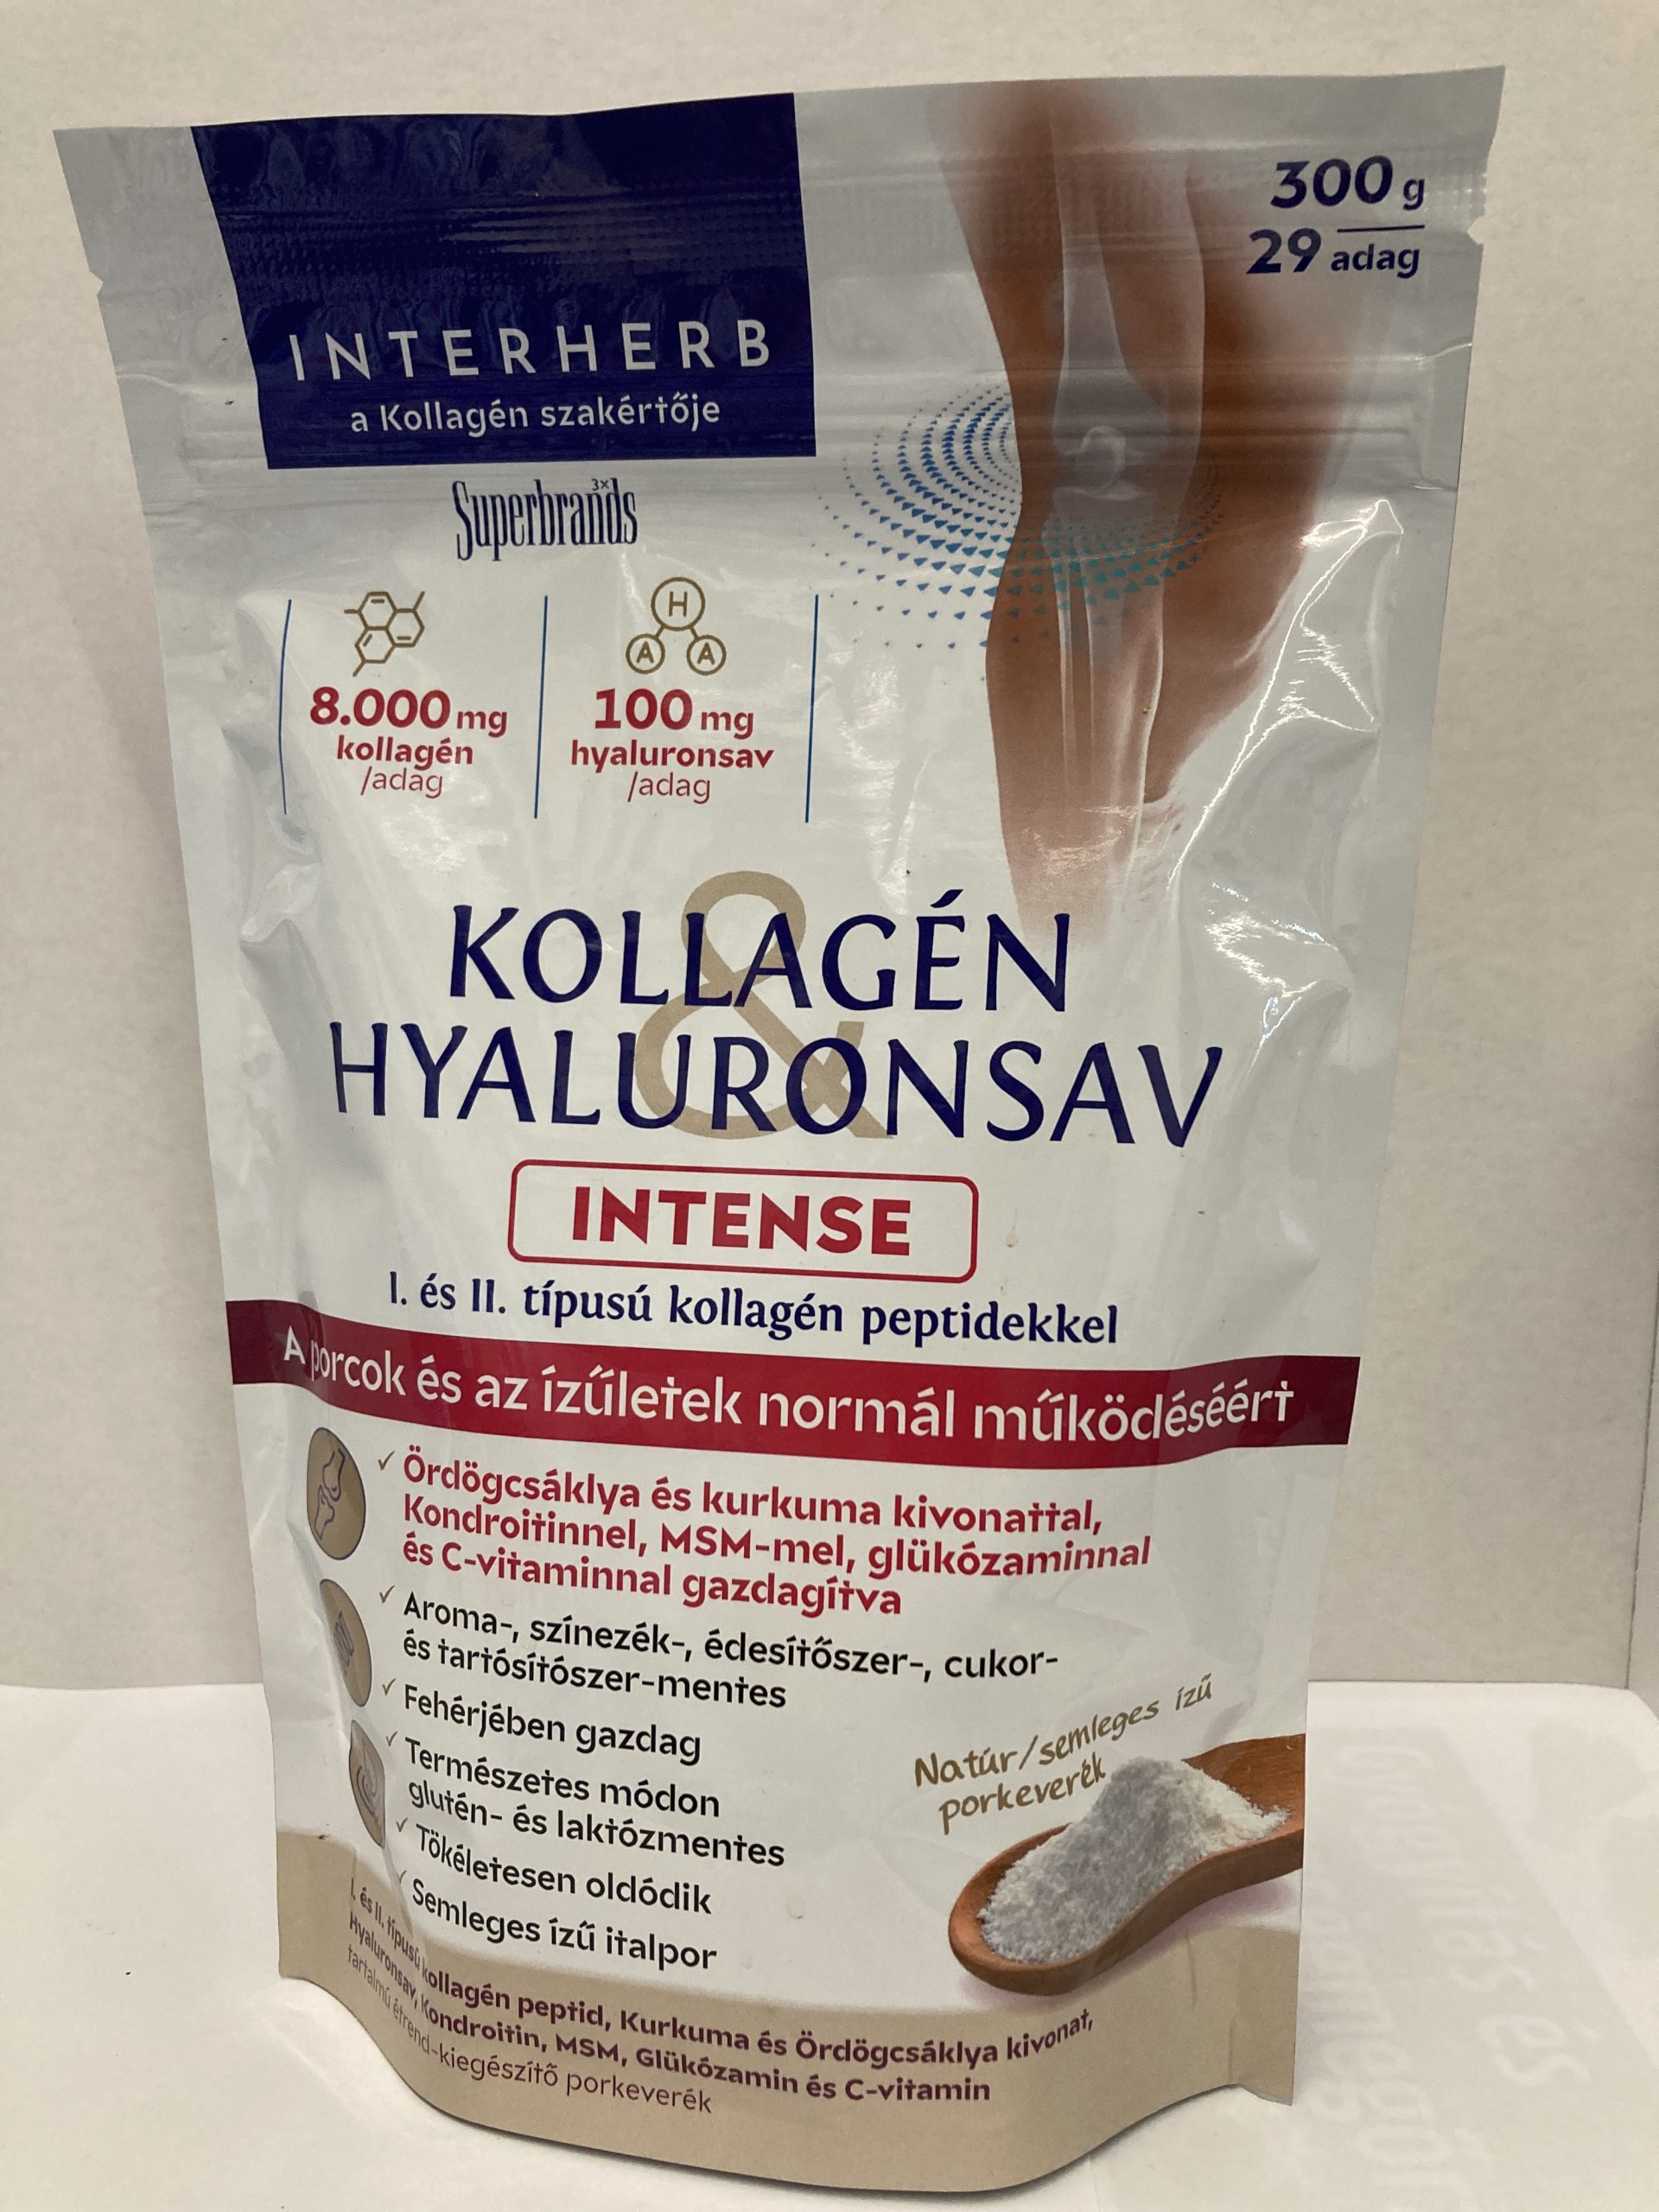 300 g
29 adag
INTERHERB
a Kollagén szakértője
3x
Superbrands
H
A A
8.000 mg
kollagén
/adag
100 mg
hyaluronsav
/adag
KOLLAGÉN
&
HYALURONSAV
INTENSE
I. és II. típusú kollagén peptidekkel
A porcok és az ízűletek normál működéséért
✓ Ördögcsáklya és kurkuma kivonattal,
Kondroitinnel, MSM-mel, glükózaminnal
és C-vitaminnal gazdagítva
✓ Aroma-, színezék-, édesítőszer-, cukor-
és tartósítószer-mentes
✓ Fehérjében gazdag
✓ Természetes módon
glutén- és laktózmentes
✓ Tökéletesen oldódik
✓ Semleges ízű italpor
Natúr/semleges ízű
porkeverék
I. és II. típusú kollagén peptid, Kurkuma és Ördögcsáklya kivonat,
Hyaluronsav, Kondroitin, MSM, Glükózamin és C-vitamin
tartalmú étrend-kiegészítő porkeverék